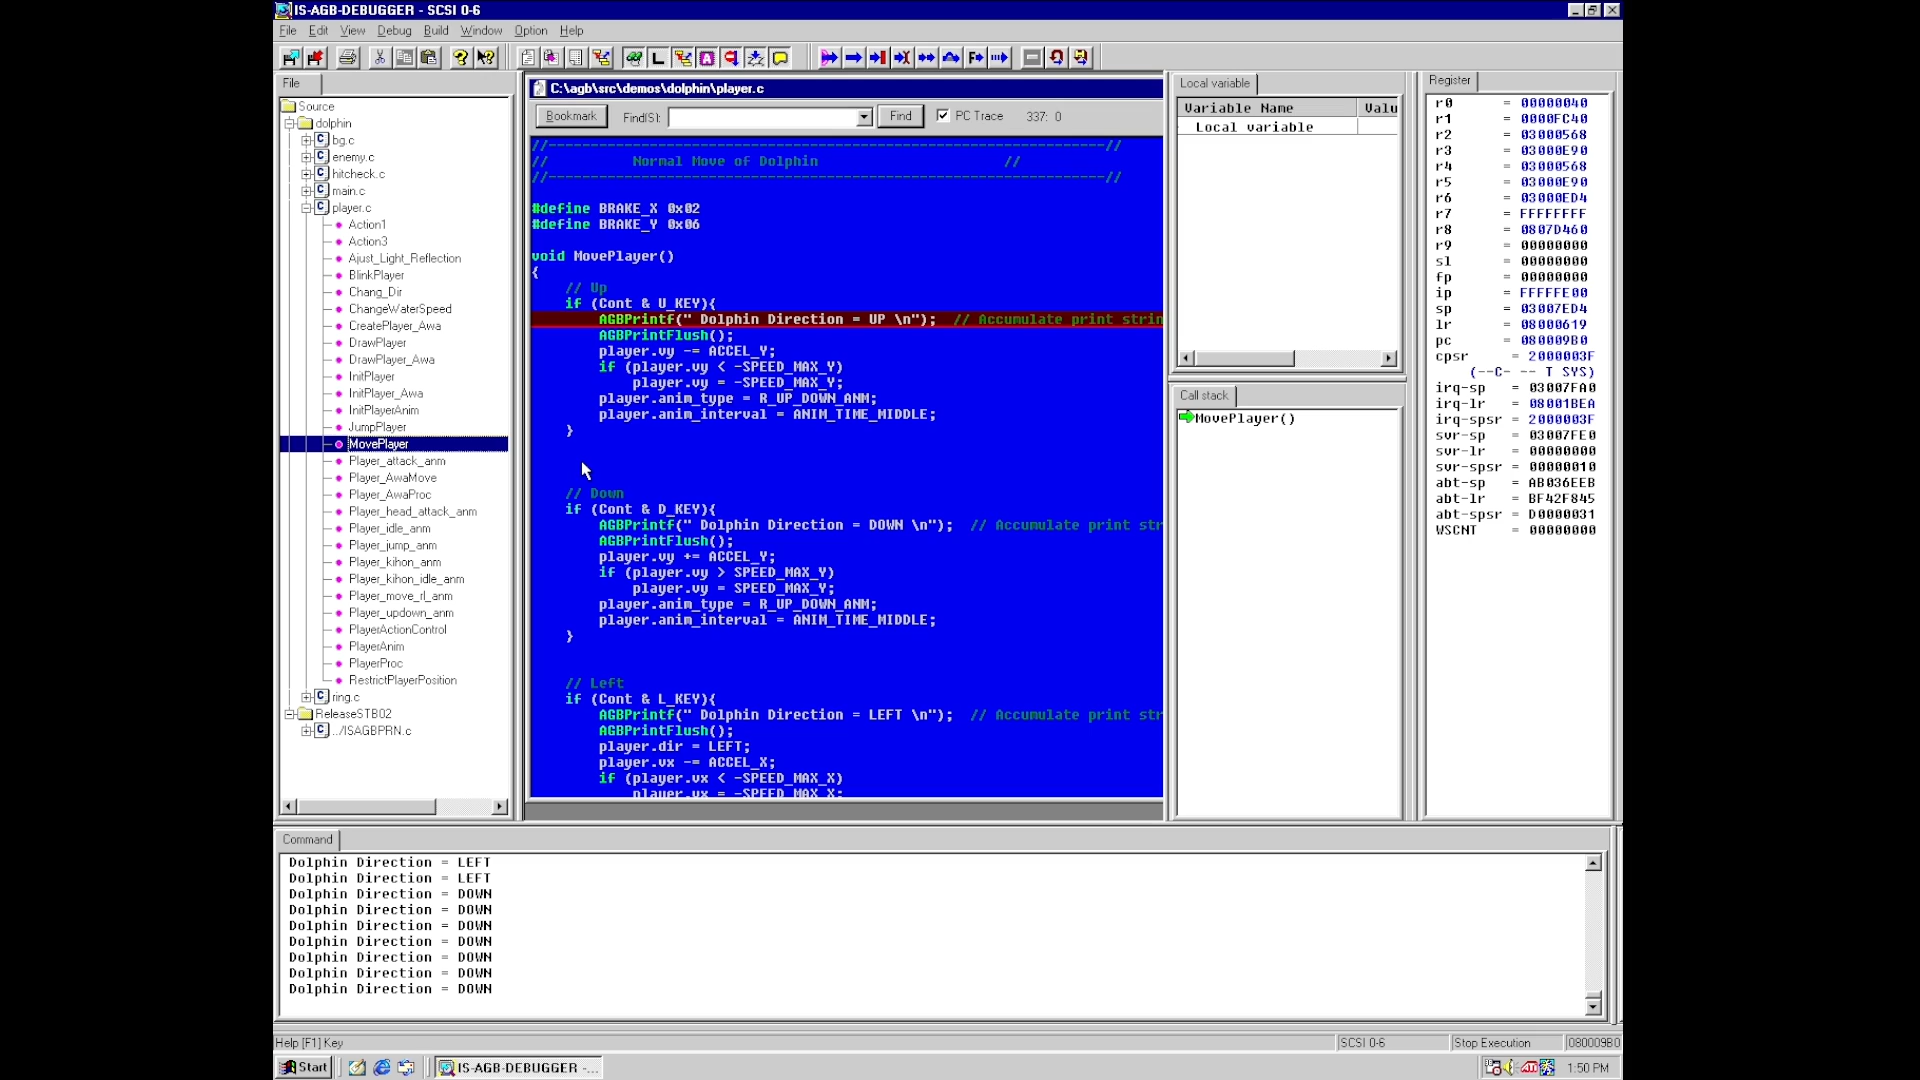 IS-AGB-DEBUGGER - SCSI 0-6
File Edit View Debug Build Window Option Help
File
Source
dolphin
bg.c
enemy.c
hitcheck.c
main.c
player.c
Action1
Action3
Ajust_Light_Reflection
BlinkPlayer
Chang_Dir
ChangeWaterSpeed
CreatePlayer_Awa
DrawPlayer
DrawPlayer_Awa
InitPlayer
InitPlayer_Awa
InitPlayerAnim
JumpPlayer
MovePlayer
Player_attack_anm
Player_AwaMove
Player_AwaProc
Player_head_attack_anm
Player_idle_anm
Player_jump_anm
Player_kihon_anm
Player_kihon_idle_anm
Player_move_rl_anm
Player_updown_anm
PlayerActionControl
PlayerAnim
PlayerProc
RestrictPlayerPosition
ring.c
ReleaseSTB02
../ISAGBPRN.c
C:\agb\src\demos\dolphin\player.c
Bookmark Find(S): Find PC Trace 337: 0
//------------------------------------------------------------------//
// Normal Move of Dolphin //
//------------------------------------------------------------------//
#define BRAKE_X 0x02
#define BRAKE_Y 0x06
void MovePlayer()
{
// Up
if (Cont & U_KEY){
AGBPrintf(" Dolphin Direction = UP \n"); // Accumulate print strin
AGBPrintFlush();
player.vy -= ACCEL_Y;
if (player.vy < -SPEED_MAX_Y)
player.vy = -SPEED_MAX_Y;
player.anim_type = R_UP_DOWN_ANM;
player.anim_interval = ANIM_TIME_MIDDLE;
}
// Down
if (Cont & D_KEY){
AGBPrintf(" Dolphin Direction = DOWN \n"); // Accumulate print str
AGBPrintFlush();
player.vy += ACCEL_Y;
if (player.vy > SPEED_MAX_Y)
player.vy = SPEED_MAX_Y;
player.anim_type = R_UP_DOWN_ANM;
player.anim_interval = ANIM_TIME_MIDDLE;
}
// Left
if (Cont & L_KEY){
AGBPrintf(" Dolphin Direction = LEFT \n"); // Accumulate print str
AGBPrintFlush();
player.dir = LEFT;
player.vx -= ACCEL_X;
if (player.vx < -SPEED_MAX_X)
player.vx = -SPEED_MAX_X;
Local variable
Variable Name Valu
Local variable
Call stack
MovePlayer()
Register
r0 = 00000040
r1 = 0000FC40
r2 = 03000568
r3 = 03000E90
r4 = 03000568
r5 = 03000E90
r6 = 03000ED4
r7 = FFFFFFFF
r8 = 0807D460
r9 = 00000000
sl = 00000000
fp = 00000000
ip = FFFFFE00
sp = 03007ED4
lr = 08000619
pc = 080009B0
cpsr = 2000003F
(--C- -- T SYS)
irq-sp = 03007FA0
irq-lr = 08001BEA
irq-spsr = 2000003F
svr-sp = 03007FE0
svr-lr = 00000000
svr-spsr = 00000010
abt-sp = AB036EEB
abt-lr = BF42F845
abt-spsr = D0000031
WSCNT = 00000000
Command
Dolphin Direction = LEFT
Dolphin Direction = LEFT
Dolphin Direction = DOWN
Dolphin Direction = DOWN
Dolphin Direction = DOWN
Dolphin Direction = DOWN
Dolphin Direction = DOWN
Dolphin Direction = DOWN
Dolphin Direction = DOWN
Help [F1] Key SCSI 0-6 Stop Execution 080009B0
Start IS-AGB-DEBUGGER -... 1:50 PM